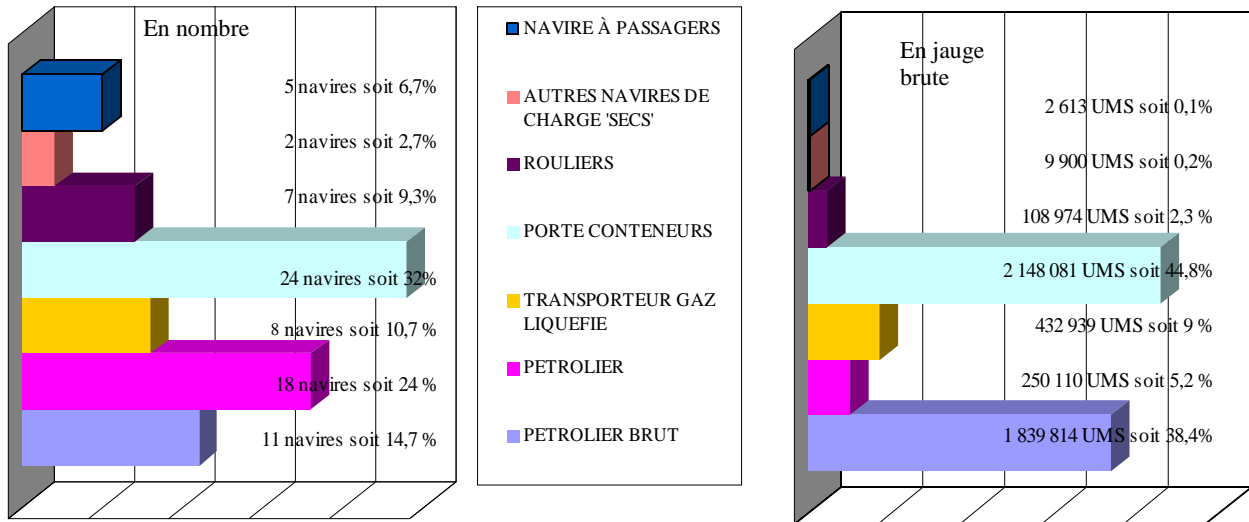 En nombre
5 navires soit 6,7%
2 navires soit 2,7%
7 navires soit 9,3%
24 navires soit 32%
8 navires soit 10,7 %
18 navires soit 24 %
11 navires soit 14,7 %
NAVIRE À PASSAGERS
AUTRES NAVIRES DE
CHARGE 'SECS'
ROULIERS
PORTE CONTENEURS
TRANSPORTEUR GAZ
LIQUEFIE
PETROLIER
PETROLIER BRUT
En jauge
brute
2 613 UMS soit 0,1%
9 900 UMS soit 0,2%
108 974 UMS soit 2,3 %
2 148 081 UMS soit 44,8%
432 939 UMS soit 9 %
250 110 UMS soit 5,2 %
1 839 814 UMS soit 38,4%